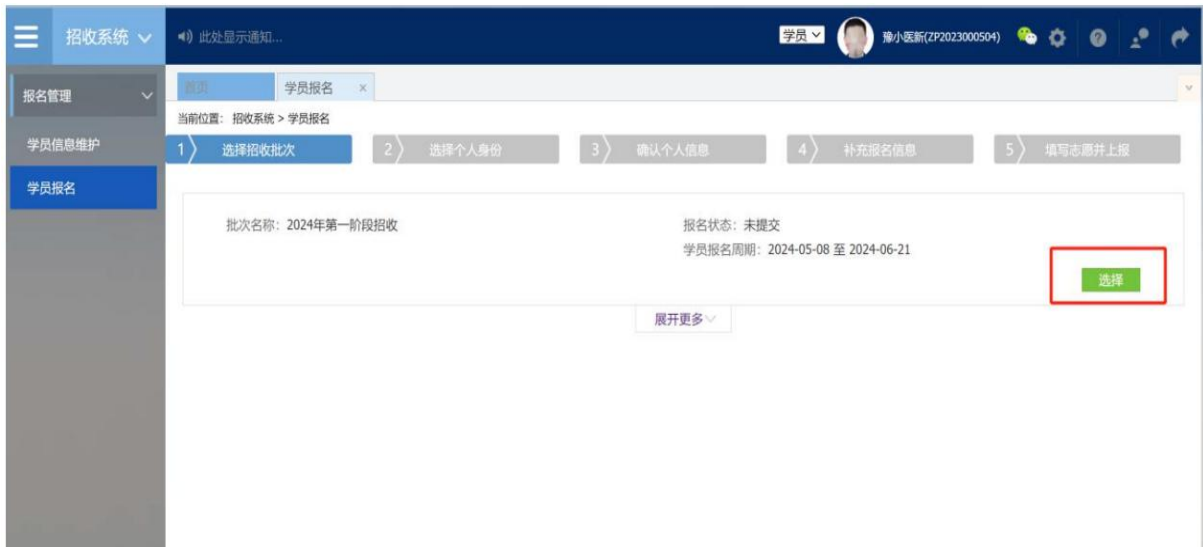 招收系统
此处显示通知...
学员
豫小医新(ZP2023000504)
报名管理
首页
学员报名 ×
当前位置： 招收系统 > 学员报名
学员信息维护
1 选择招收批次
2 选择个人身份
3 确认个人信息
4 补充报名信息
5 填写志愿并上报
学员报名
批次名称：2024年第一阶段招收
报名状态：未提交
学员报名周期：2024-05-08 至 2024-06-21
选择
展开更多